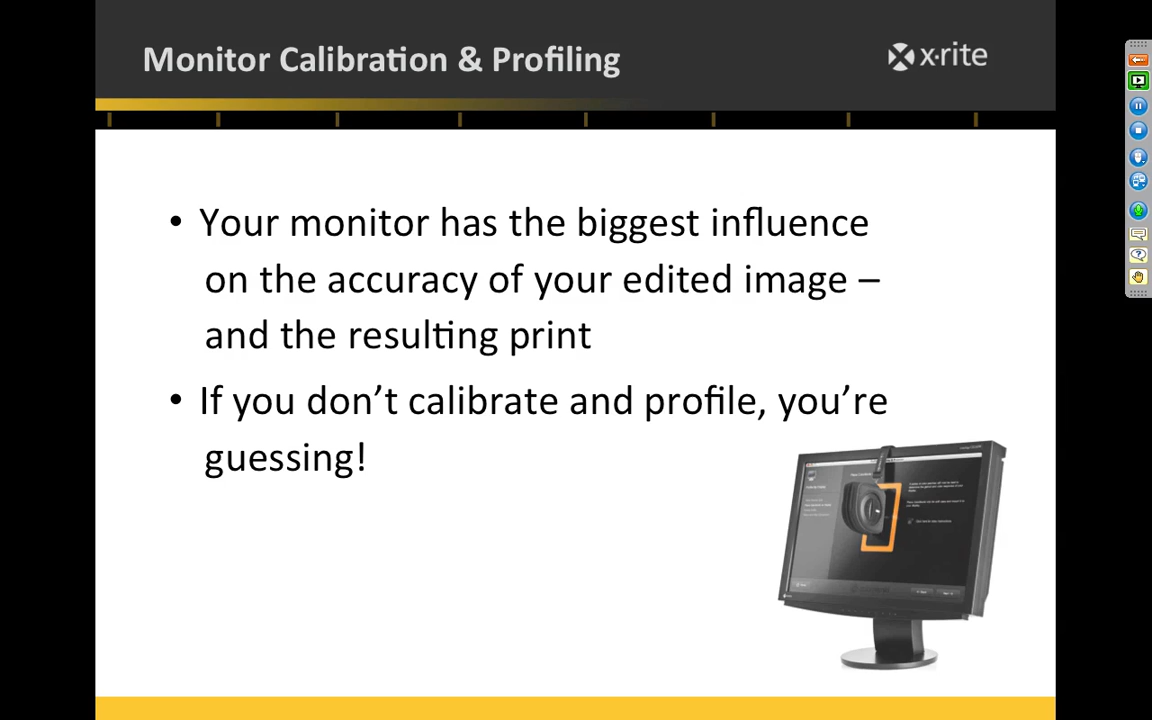 Monitor Calibration & Profiling
x·rite
• Your monitor has the biggest influence
on the accuracy of your edited image –
and the resulting print
• If you don’t calibrate and profile, you’re
guessing!